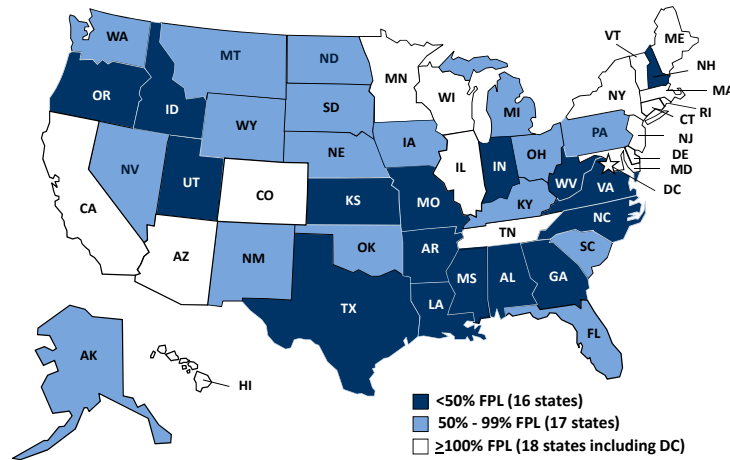 WA
MT
ND
MN
VT
ME
NH
OR
ID
SD
WI
NY
MA
WY
MI
RI
CT
IA
PA
NJ
NE
OH
DE
NV
IL
IN
MD
UT
WV
VA
DC
CO
CA
KS
MO
KY
NC
TN
AZ
NM
OK
AR
SC
MS
AL
GA
TX
LA
FL
AK
HI
<50% FPL (16 states)
50% - 99% FPL (17 states)
≥100% FPL (18 states including DC)